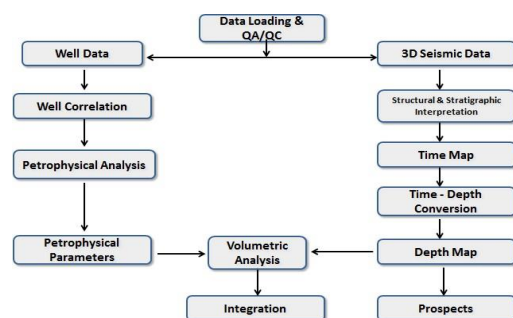 Data Loading &
QA/QC
Well Data
3D Seismic Data
Well Correlation
Structural & Stratigraphic
Interpretation
Petrophysical Analysis
Time Map
Time - Depth
Conversion
Petrophysical
Parameters
Volumetric
Analysis
Depth Map
Integration
Prospects